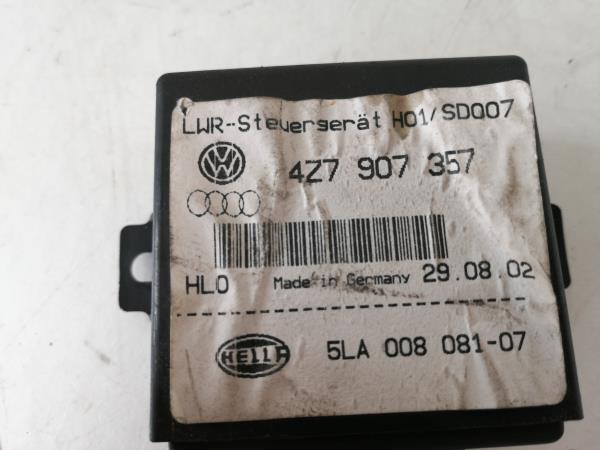 LWR-Steuergerät H01/SD007
VW
4Z7 907 357
HLO Made in Germany 29.08.02
HELLA 5LA 008 081-07